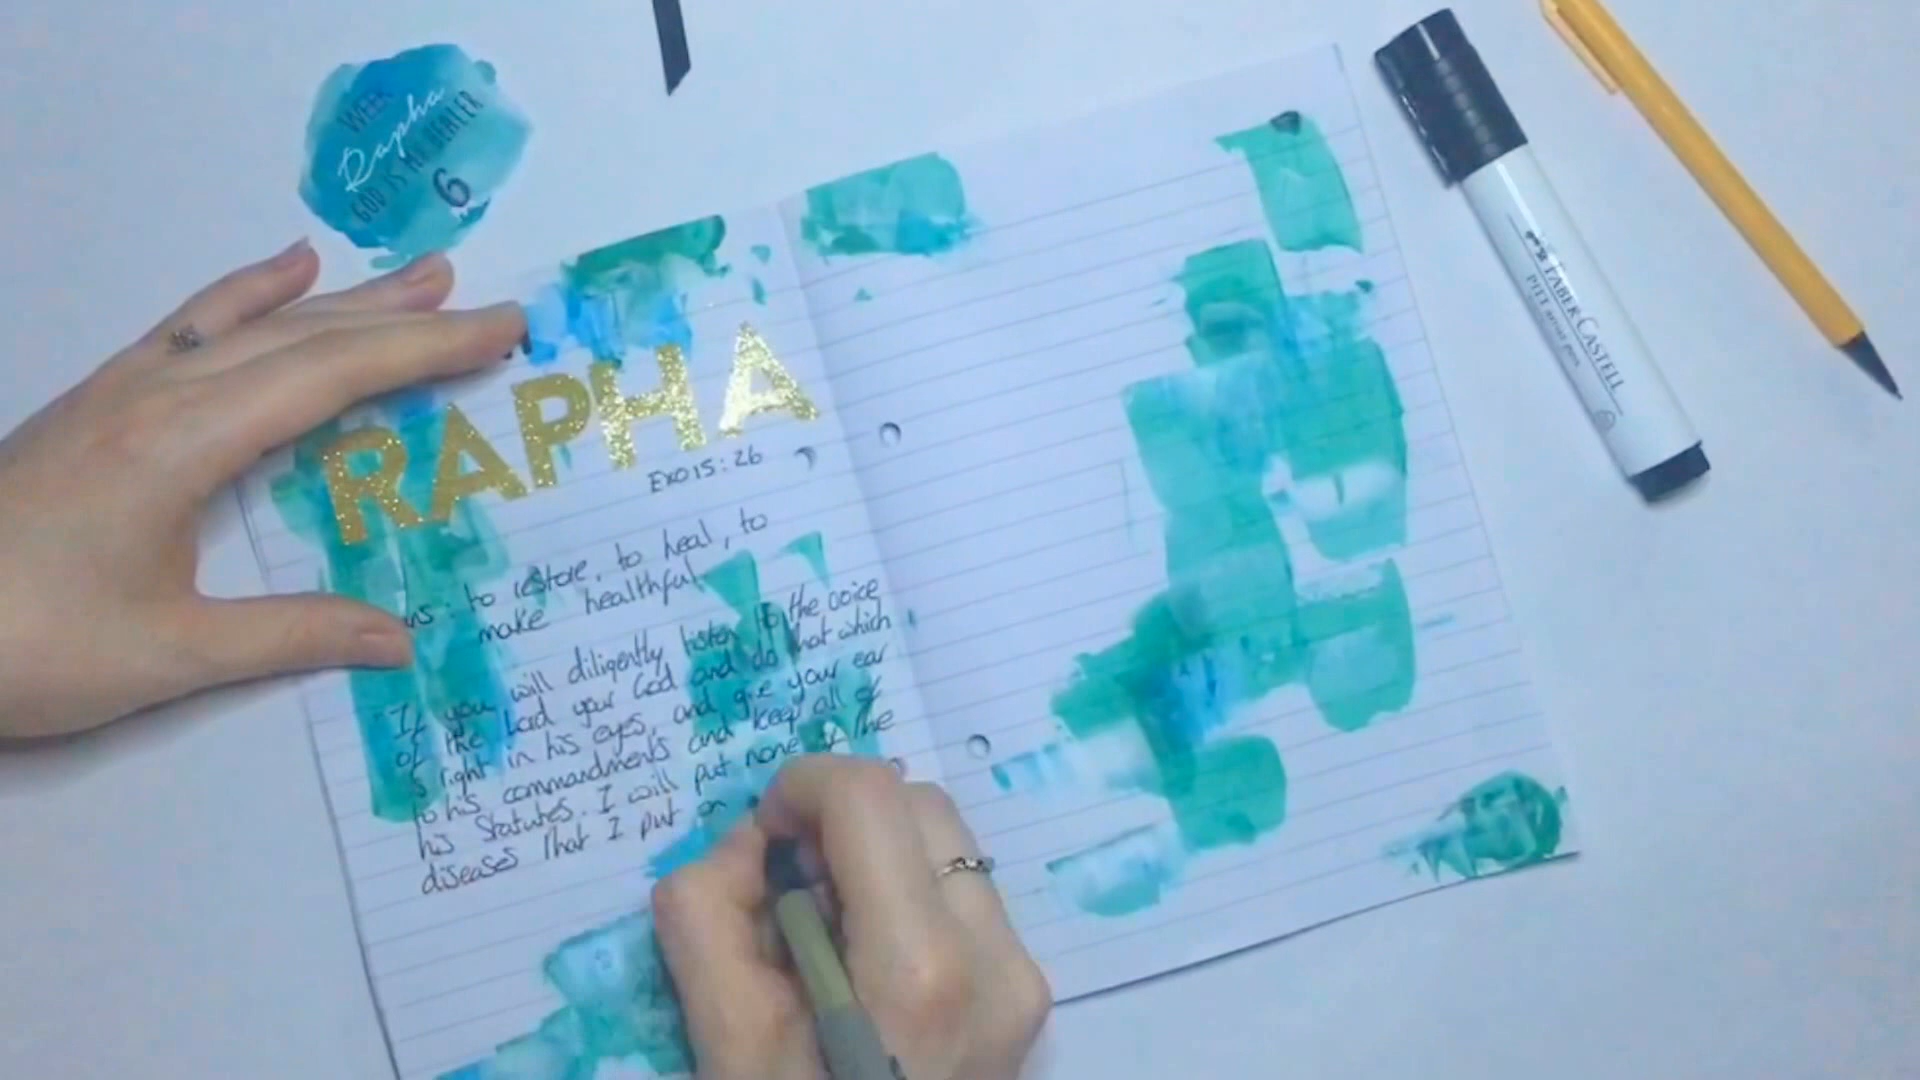 WEEK
Rapha
GOD IS MY HEALER
6
RAPHA
EXO 15:26
ns: to restore, to heal, to
make healthful
If you will diligently listen to the voice
of the Lord your God and do that which
is right in his eyes, and give your ear
to his commandments and keep all of
his statutes. I will put none of the
diseases that I put on
FABER-CASTELL
PITT artist pen